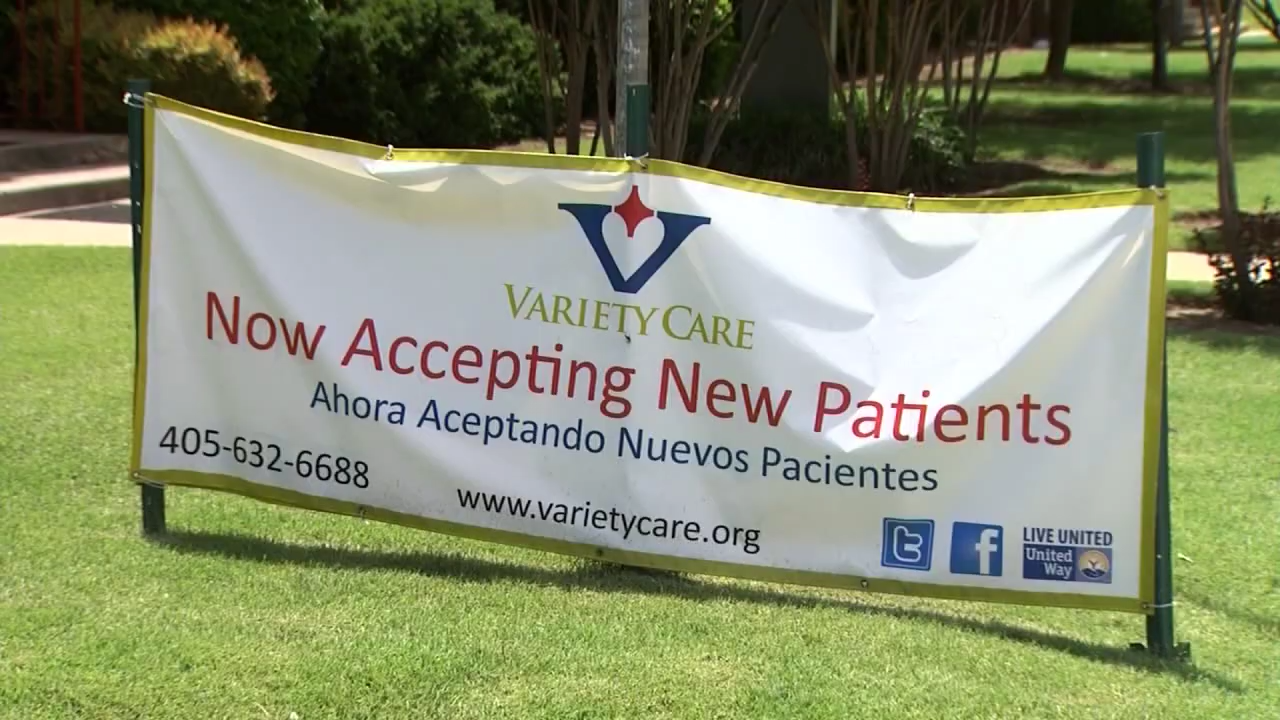 VARIETY CARE
Now Accepting New Patients
Ahora Aceptando Nuevos Pacientes
405-632-6688
www.varietycare.org
LIVE UNITED
United
Way